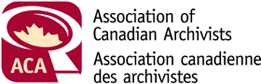 ACA
Association of
Canadian Archivists
Association canadienne
des archivistes